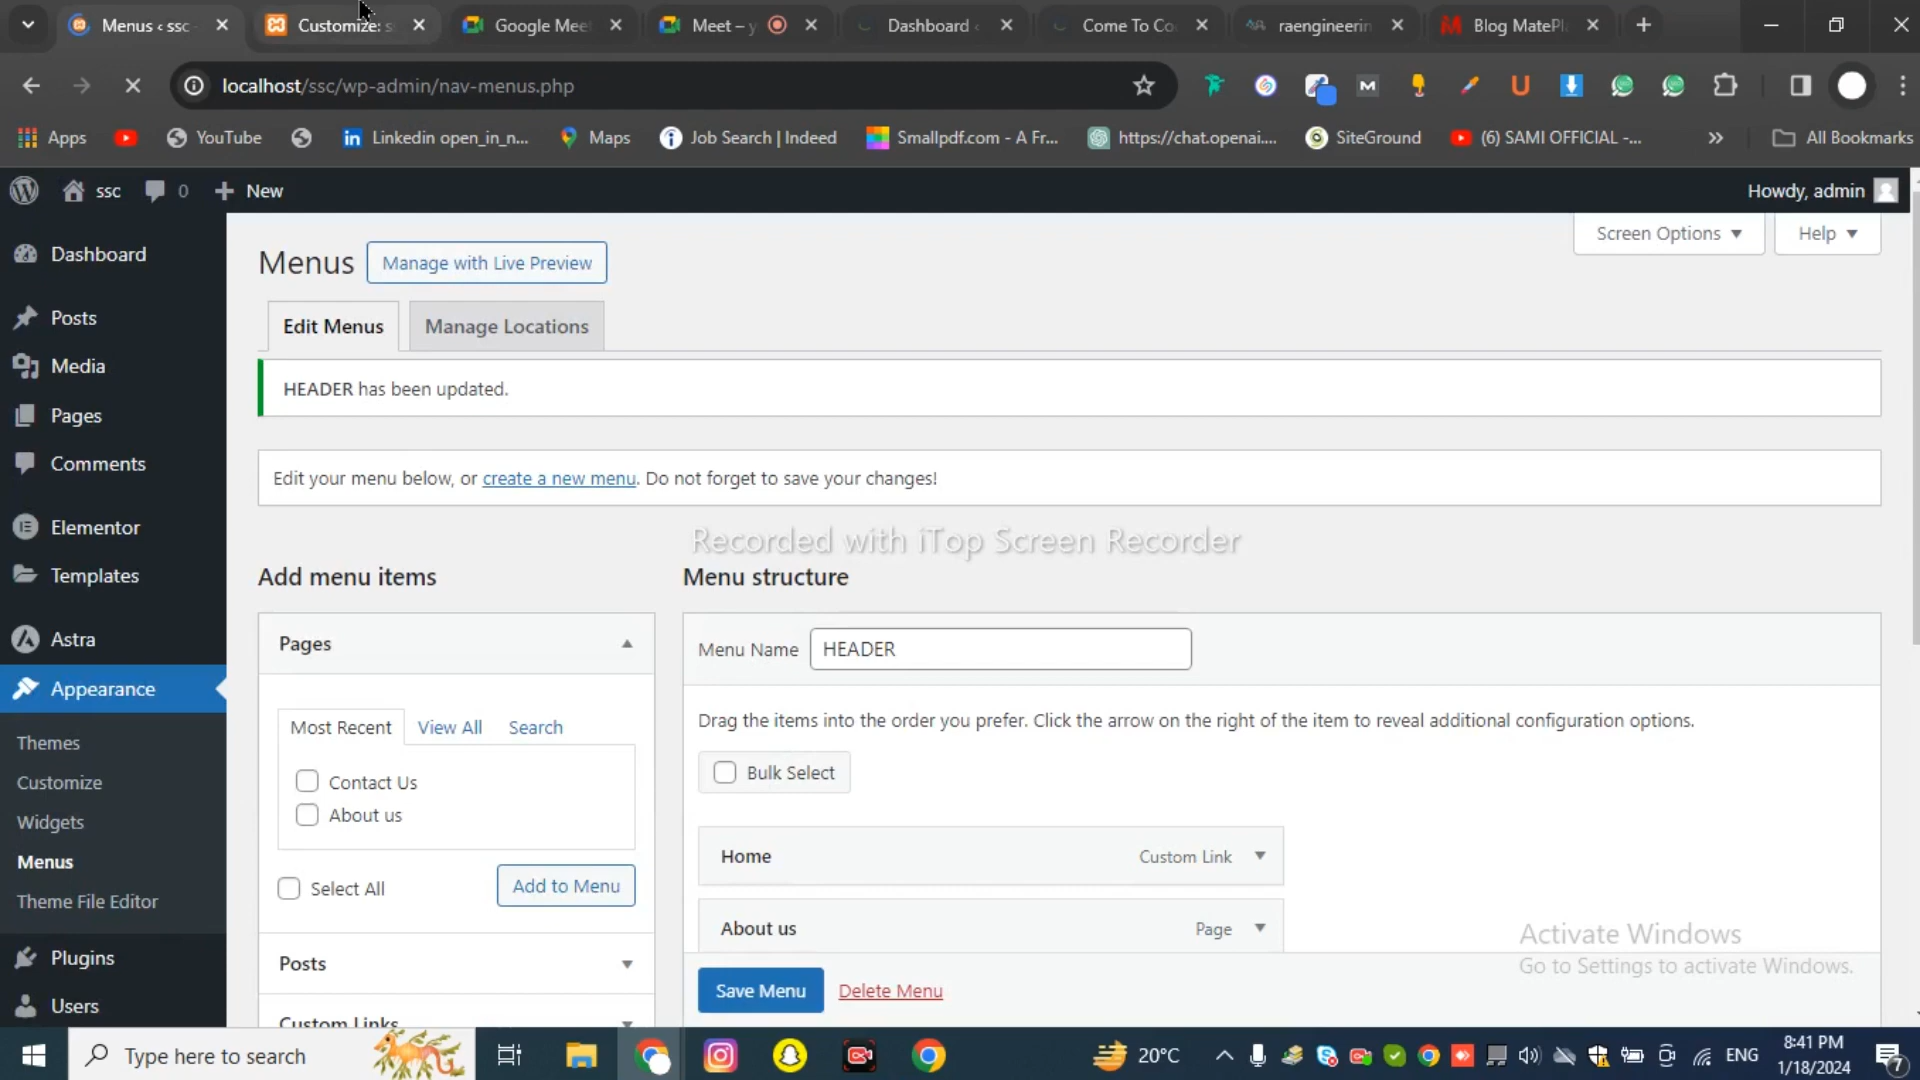 Menus ‹ ssc
Customize: s
Google Mee
Meet – y
Dashboard ‹
Come To Co
raengineerin
Blog MatePl
localhost/ssc/wp-admin/nav-menus.php
Apps
YouTube
Linkedin open_in_n...
Maps
Job Search | Indeed
Smallpdf.com - A Fr...
https://chat.openai....
SiteGround
(6) SAMI OFFICIAL -...
»
All Bookmarks
ssc
0
+ New
Howdy, admin
Screen Options
Help
Dashboard
Posts
Media
Pages
Comments
Elementor
Templates
Astra
Appearance
Themes
Customize
Widgets
Menus
Theme File Editor
Plugins
Users
Menus
Manage with Live Preview
Edit Menus
Manage Locations
HEADER has been updated.
Edit your menu below, or create a new menu. Do not forget to save your changes!
Recorded with iTop Screen Recorder
Add menu items
Pages
Most Recent
View All
Search
Contact Us
About us
Select All
Add to Menu
Posts
Custom Links
Menu structure
Menu Name HEADER
Drag the items into the order you prefer. Click the arrow on the right of the item to reveal additional configuration options.
Bulk Select
Home
Custom Link
About us
Page
Save Menu
Delete Menu
Activate Windows
Go to Settings to activate Windows.
Type here to search
20°C
ENG
8:41 PM
1/18/2024
7